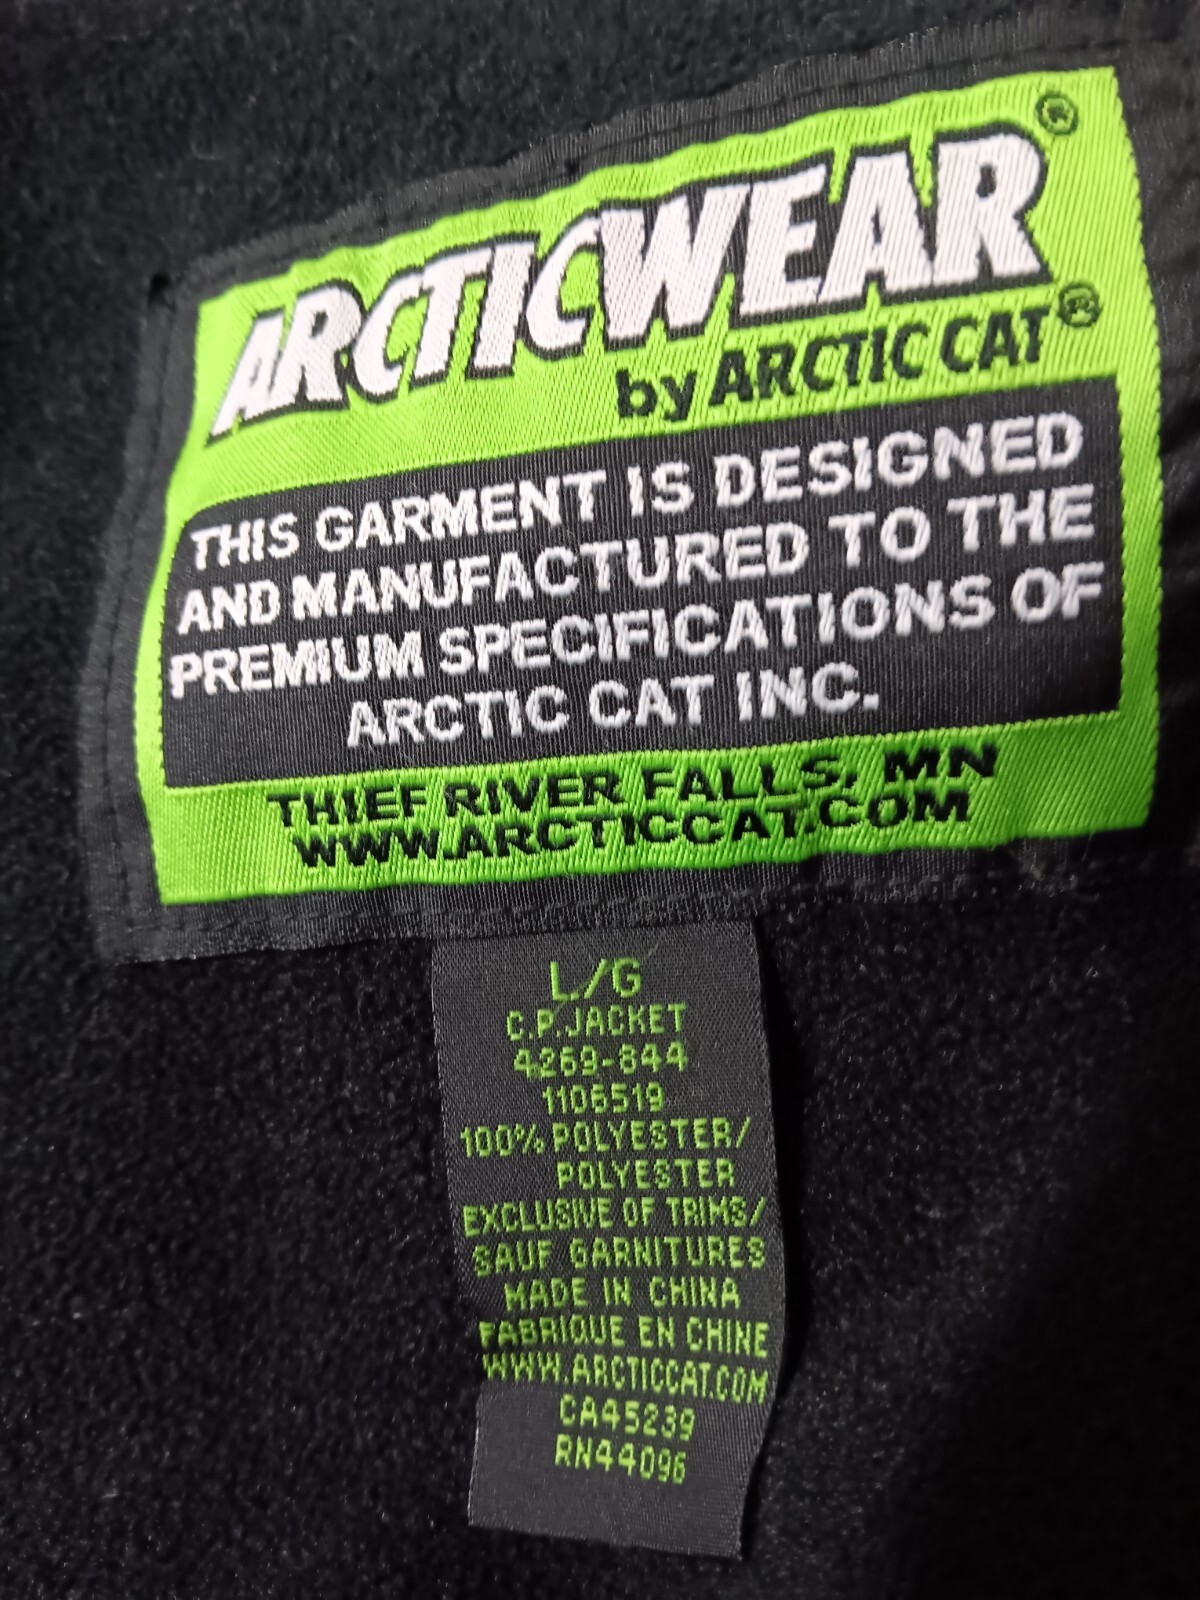 ARCTICWEAR®
by ARCTIC CAT®
THIS GARMENT IS DESIGNED
AND MANUFACTURED TO THE
PREMIUM SPECIFICATIONS OF
ARCTIC CAT INC.
THIEF RIVER FALLS, MN
WWW.ARCTICCAT.COM
L/G
C.P.JACKET
4269-844
1106519
100% POLYESTER/
POLYESTER
EXCLUSIVE OF TRIMS/
SAUF GARNITURES
MADE IN CHINA
FABRIQUE EN CHINE
WWW.ARCTICCAT.COM
CA45239
RN44096